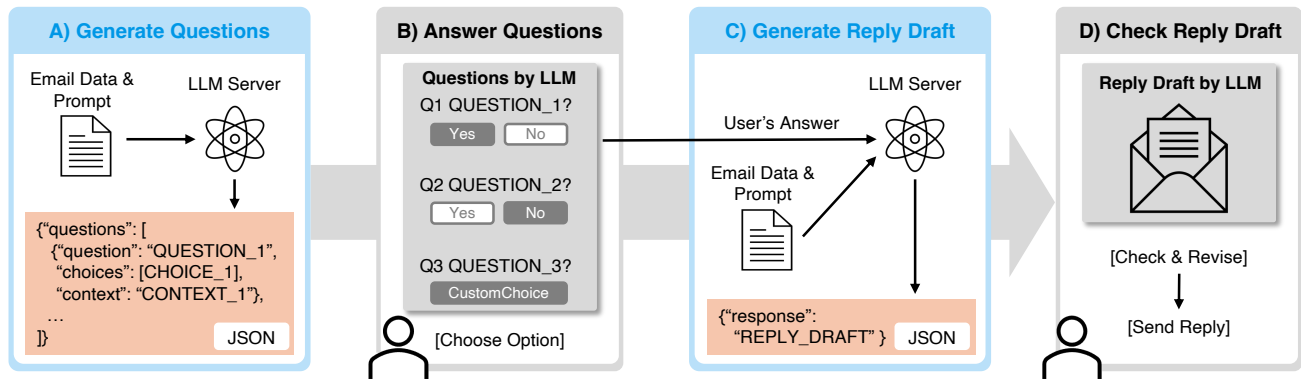 A) Generate Questions
Email Data &
Prompt
LLM Server
{“questions”: [
{“question”: “QUESTION_1”,
“choices”: [CHOICE_1],
“context”: “CONTEXT_1”},
…
]}
JSON
B) Answer Questions
Questions by LLM
Q1 QUESTION_1?
Yes No
Q2 QUESTION_2?
Yes No
Q3 QUESTION_3?
CustomChoice
[Choose Option]
C) Generate Reply Draft
LLM Server
User’s Answer
Email Data &
Prompt
{“response”:
“REPLY_DRAFT” }
JSON
D) Check Reply Draft
Reply Draft by LLM
[Check & Revise]
[Send Reply]